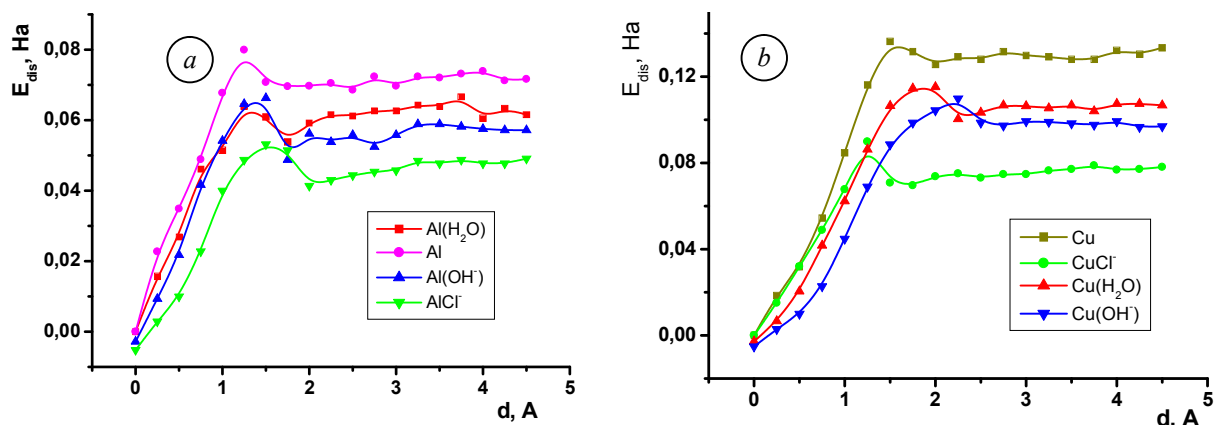 E_dis, Ha
a
0,08
0,06
0,04
0,02
0,00
0 1 2 3 4 5
d, A
Al(H₂O)
Al
Al(OH⁻)
AlCl⁻
E_dis, Ha
b
0,12
0,08
0,04
0,00
0 1 2 3 4 5
d, A
Cu
CuCl⁻
Cu(H₂O)
Cu(OH⁻)